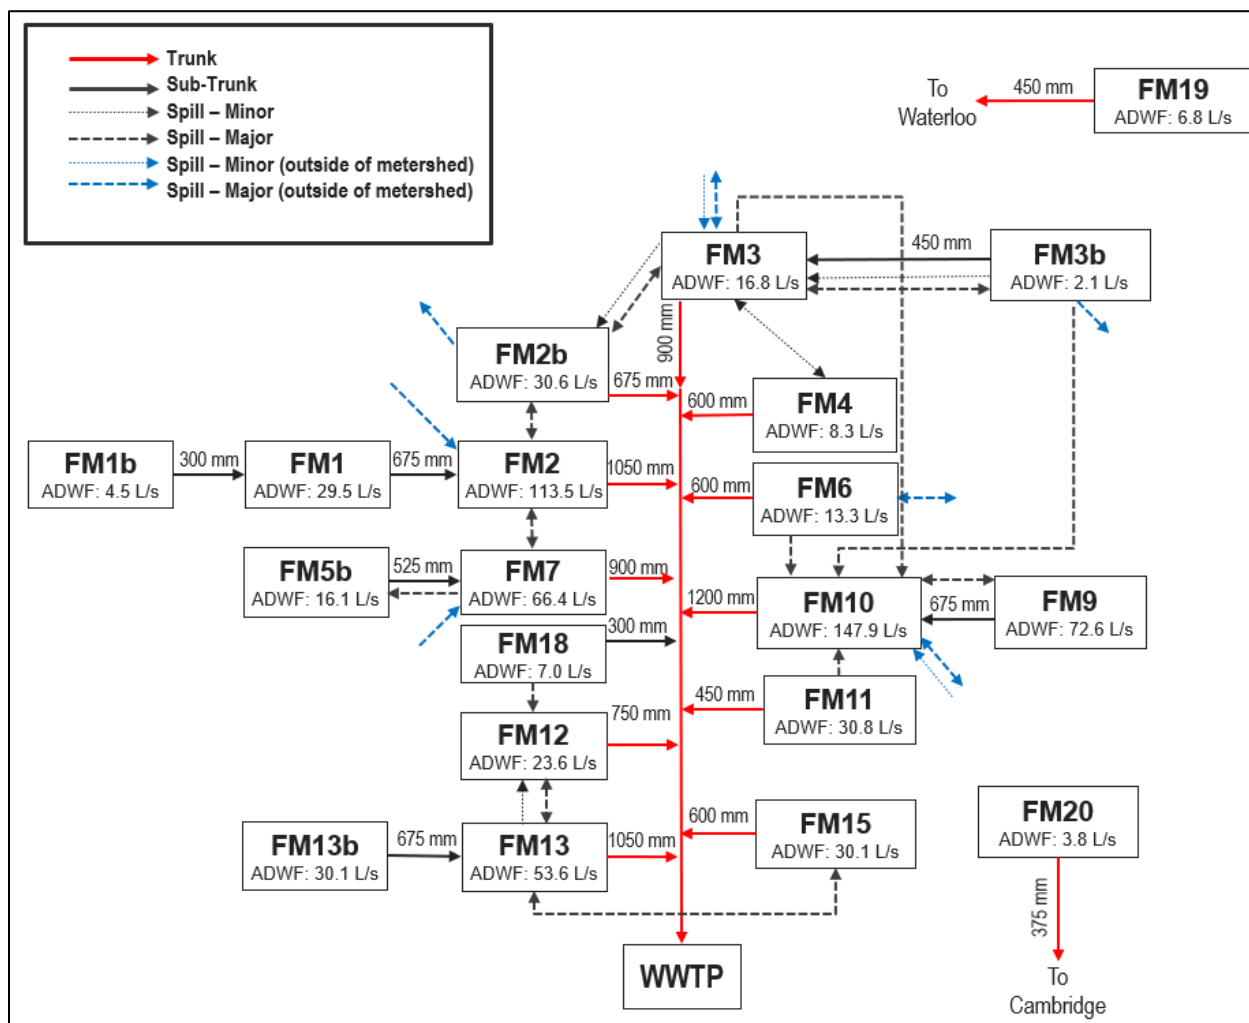 Trunk
Sub-Trunk
Spill – Minor
Spill – Major
Spill – Minor (outside of metershed)
Spill – Major (outside of metershed)
To
Waterloo
450 mm
FM19
ADWF: 6.8 L/s
FM3
ADWF: 16.8 L/s
450 mm
FM3b
ADWF: 2.1 L/s
900 mm
FM2b
ADWF: 30.6 L/s
675 mm
600 mm
FM4
ADWF: 8.3 L/s
FM1b
ADWF: 4.5 L/s
300 mm
FM1
ADWF: 29.5 L/s
675 mm
FM2
ADWF: 113.5 L/s
1050 mm
600 mm
FM6
ADWF: 13.3 L/s
FM5b
ADWF: 16.1 L/s
525 mm
FM7
ADWF: 66.4 L/s
900 mm
1200 mm
FM10
ADWF: 147.9 L/s
675 mm
FM9
ADWF: 72.6 L/s
FM18
ADWF: 7.0 L/s
300 mm
450 mm
FM11
ADWF: 30.8 L/s
FM12
ADWF: 23.6 L/s
750 mm
FM13b
ADWF: 30.1 L/s
675 mm
FM13
ADWF: 53.6 L/s
1050 mm
600 mm
FM15
ADWF: 30.1 L/s
FM20
ADWF: 3.8 L/s
375 mm
To
Cambridge
WWTP